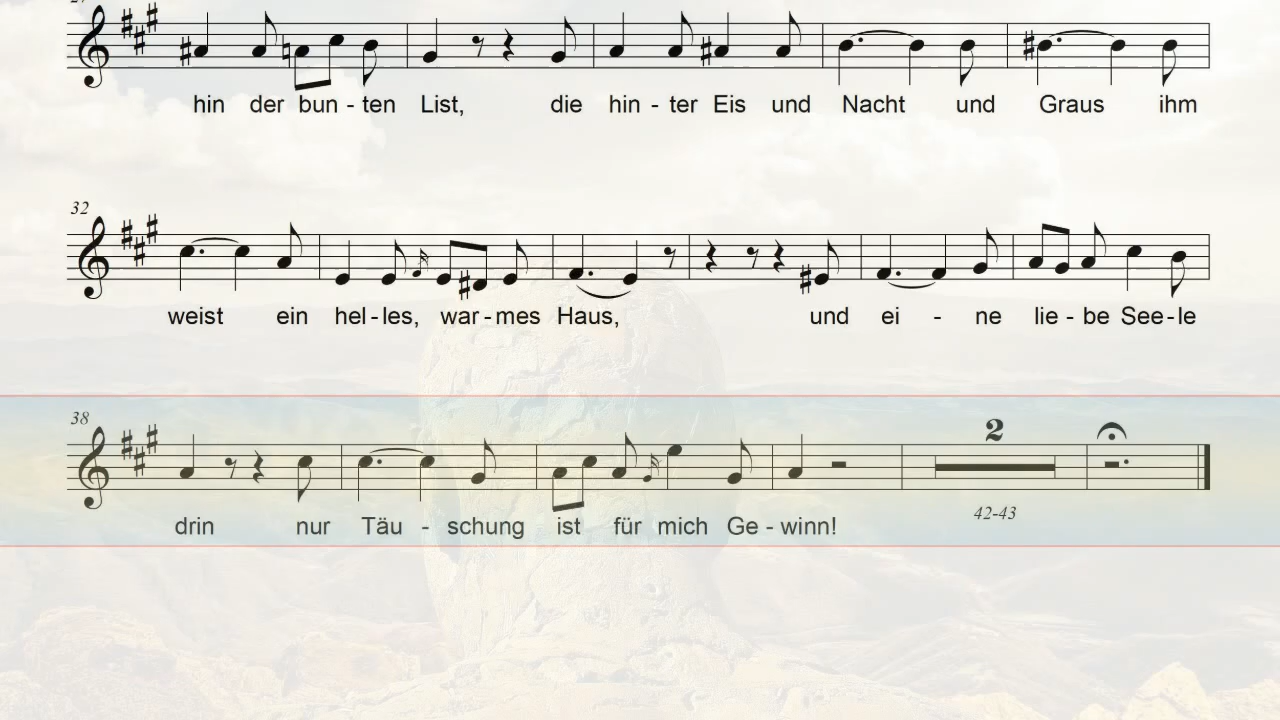 27
hin der bun - ten List, die hin - ter Eis und Nacht und Graus ihm
32
weist ein hel - les, war - mes Haus, und ei - ne lie - be See - le
38
2
drin nur Täu - schung ist für mich Ge - winn!
42-43